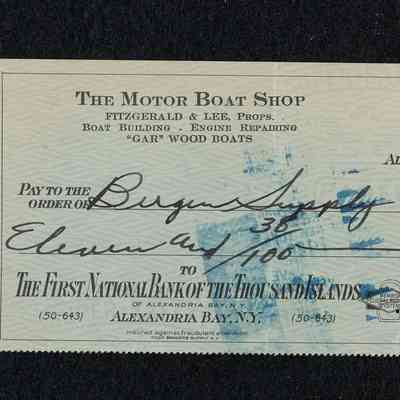 THE MOTOR BOAT SHOP
FITZGERALD & LEE, PROPS.
BOAT BUILDING - ENGINE REPAIRING
"GAR" WOOD BOATS
AL
PAY TO THE
ORDER OF Bergen Supply
Eleven and 38/100
TO
THE FIRST NATIONAL BANK OF THE THOUSAND ISLANDS
OF ALEXANDRIA BAY, N.Y.
(50-643) ALEXANDRIA BAY, N.Y. (50-643)